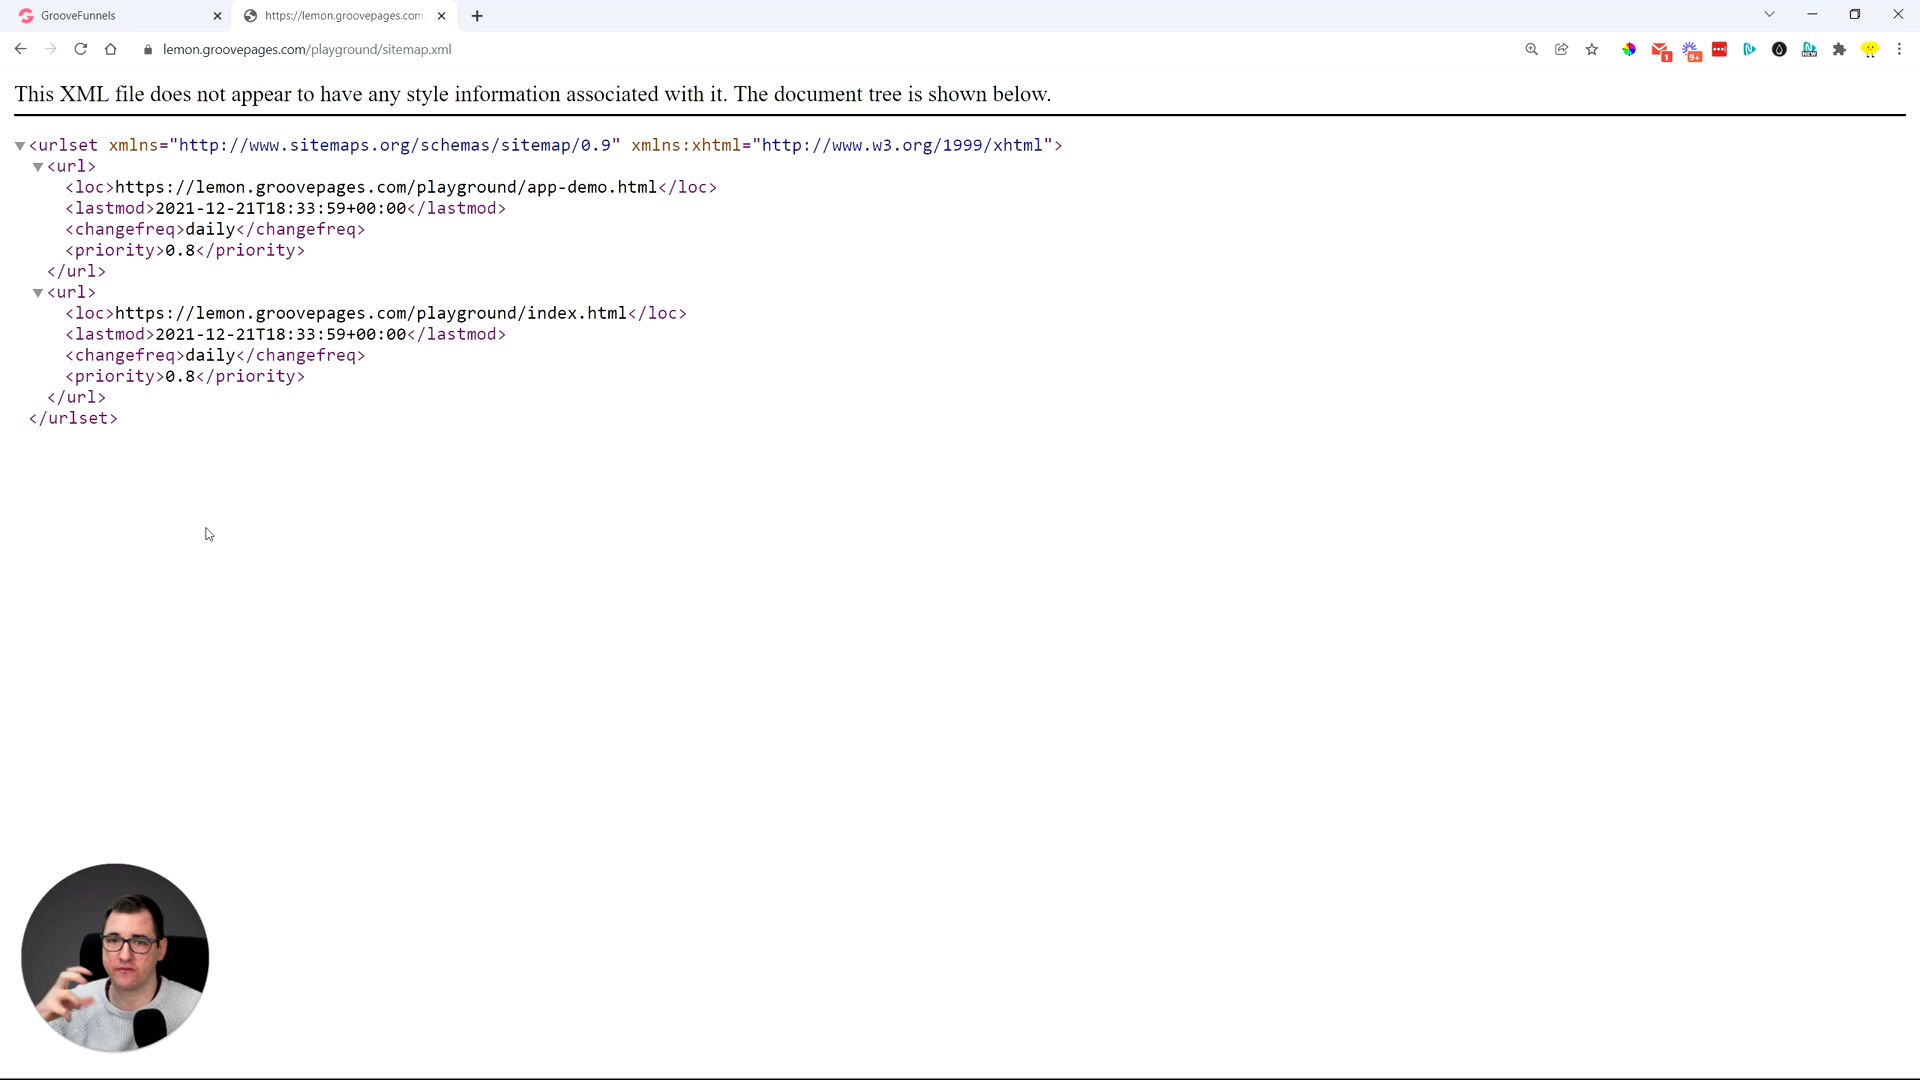 GrooveFunnels
https://lemon.groovepages.com
lemon.groovepages.com/playground/sitemap.xml
1
9+
NEW
This XML file does not appear to have any style information associated with it. The document tree is shown below.
<urlset xmlns="http://www.sitemaps.org/schemas/sitemap/0.9" xmlns:xhtml="http://www.w3.org/1999/xhtml">
<url>
<loc>https://lemon.groovepages.com/playground/app-demo.html</loc>
<lastmod>2021-12-21T18:33:59+00:00</lastmod>
<changefreq>daily</changefreq>
<priority>0.8</priority>
</url>
<url>
<loc>https://lemon.groovepages.com/playground/index.html</loc>
<lastmod>2021-12-21T18:33:59+00:00</lastmod>
<changefreq>daily</changefreq>
<priority>0.8</priority>
</url>
</urlset>